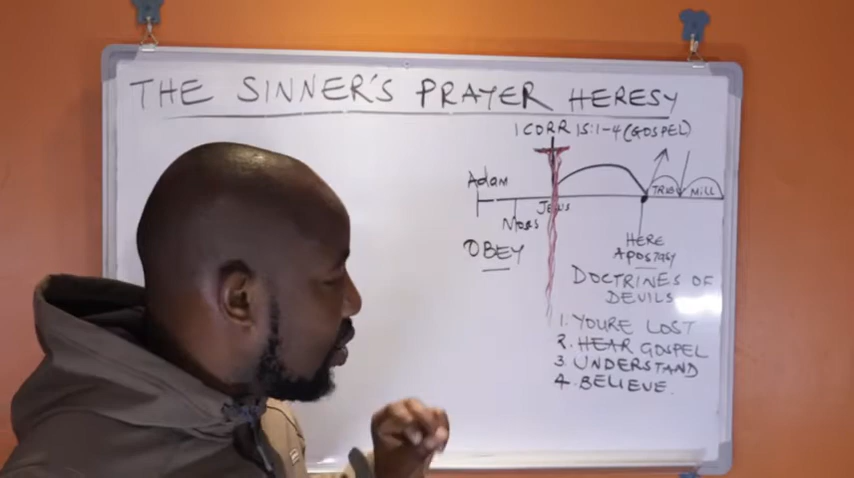 THE SINNER'S PRAYER HERESY
1 CORR 15:1-4 (GOSPEL)
Adam
TRIB MILL
JEWS
Moses
OBEY
HERE
APOSTASY
DOCTRINES OF
DEVILS
1. YOURE LOST
2. HEAR GOSPEL
3. UNDERSTAND
4. BELIEVE.